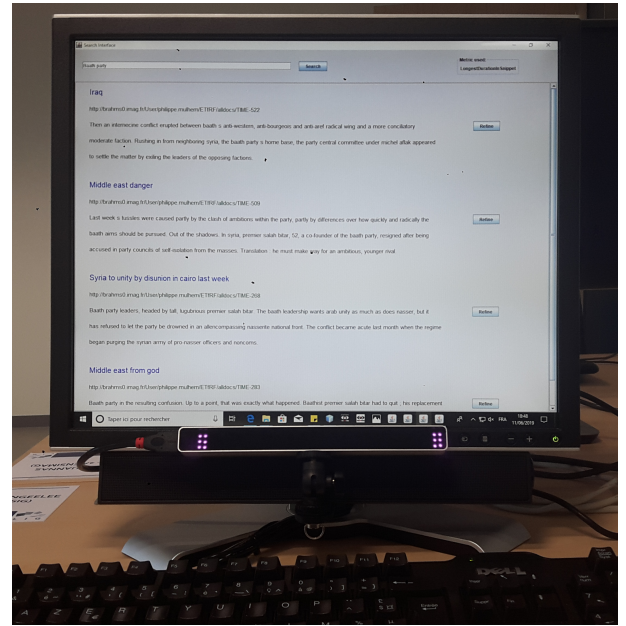 Search Interface
Baath party
Search
Metric used:
Iraq
http://brahms0.imag.fr/User/philippe.mulhem/ETIRF/alldocs/TIME-522
Then an internecine conflict erupted between baath s anti-western, anti-bourgeois and anti-aref radical wing and a more conciliatory
Refine
moderate faction. Rushing in from neighboring syria, the baath party s home base, the party central committee under michel aflak appeared
to settle the matter by exiling the leaders of the opposing factions.
Middle east danger
http://brahms0.imag.fr/User/philippe.mulhem/ETIRF/alldocs/TIME-509
Last week s tussles were caused partly by the clash of ambitions within the party, partly by differences over how quickly and radically the
Refine
baath aims should be pursued. Out of the shadows. In syria, premier salah bitar, 52, a co-founder of the baath party, resigned after being
accused in party councils of self-isolation from the masses. Translation : he must make way for an ambitious, younger rival.
Syria to unity by disunion in cairo last week
http://brahms0.imag.fr/User/philippe.mulhem/ETIRF/alldocs/TIME-268
Baath party leaders, headed by tall, lugubrious premier salah bitar. The baath leadership wants arab unity as much as does nasser, but it
Refine
has refused to let the party be drowned in an allencompassing nasserite national front. The conflict became acute last month when the regime
began purging the syrian army of pro-nasser officers and noncoms.
Middle east from god
http://brahms0.imag.fr/User/philippe.mulhem/ETIRF/alldocs/TIME-283
Baath party in the resulting confusion. Up to a point, that was exactly what happened. Baathist premier salah bitar had to quit ; his replacement
Refine
Taper ici pour rechercher
FRA
10:48
11/06/2019
DELL
A Z E R T Y U I O P